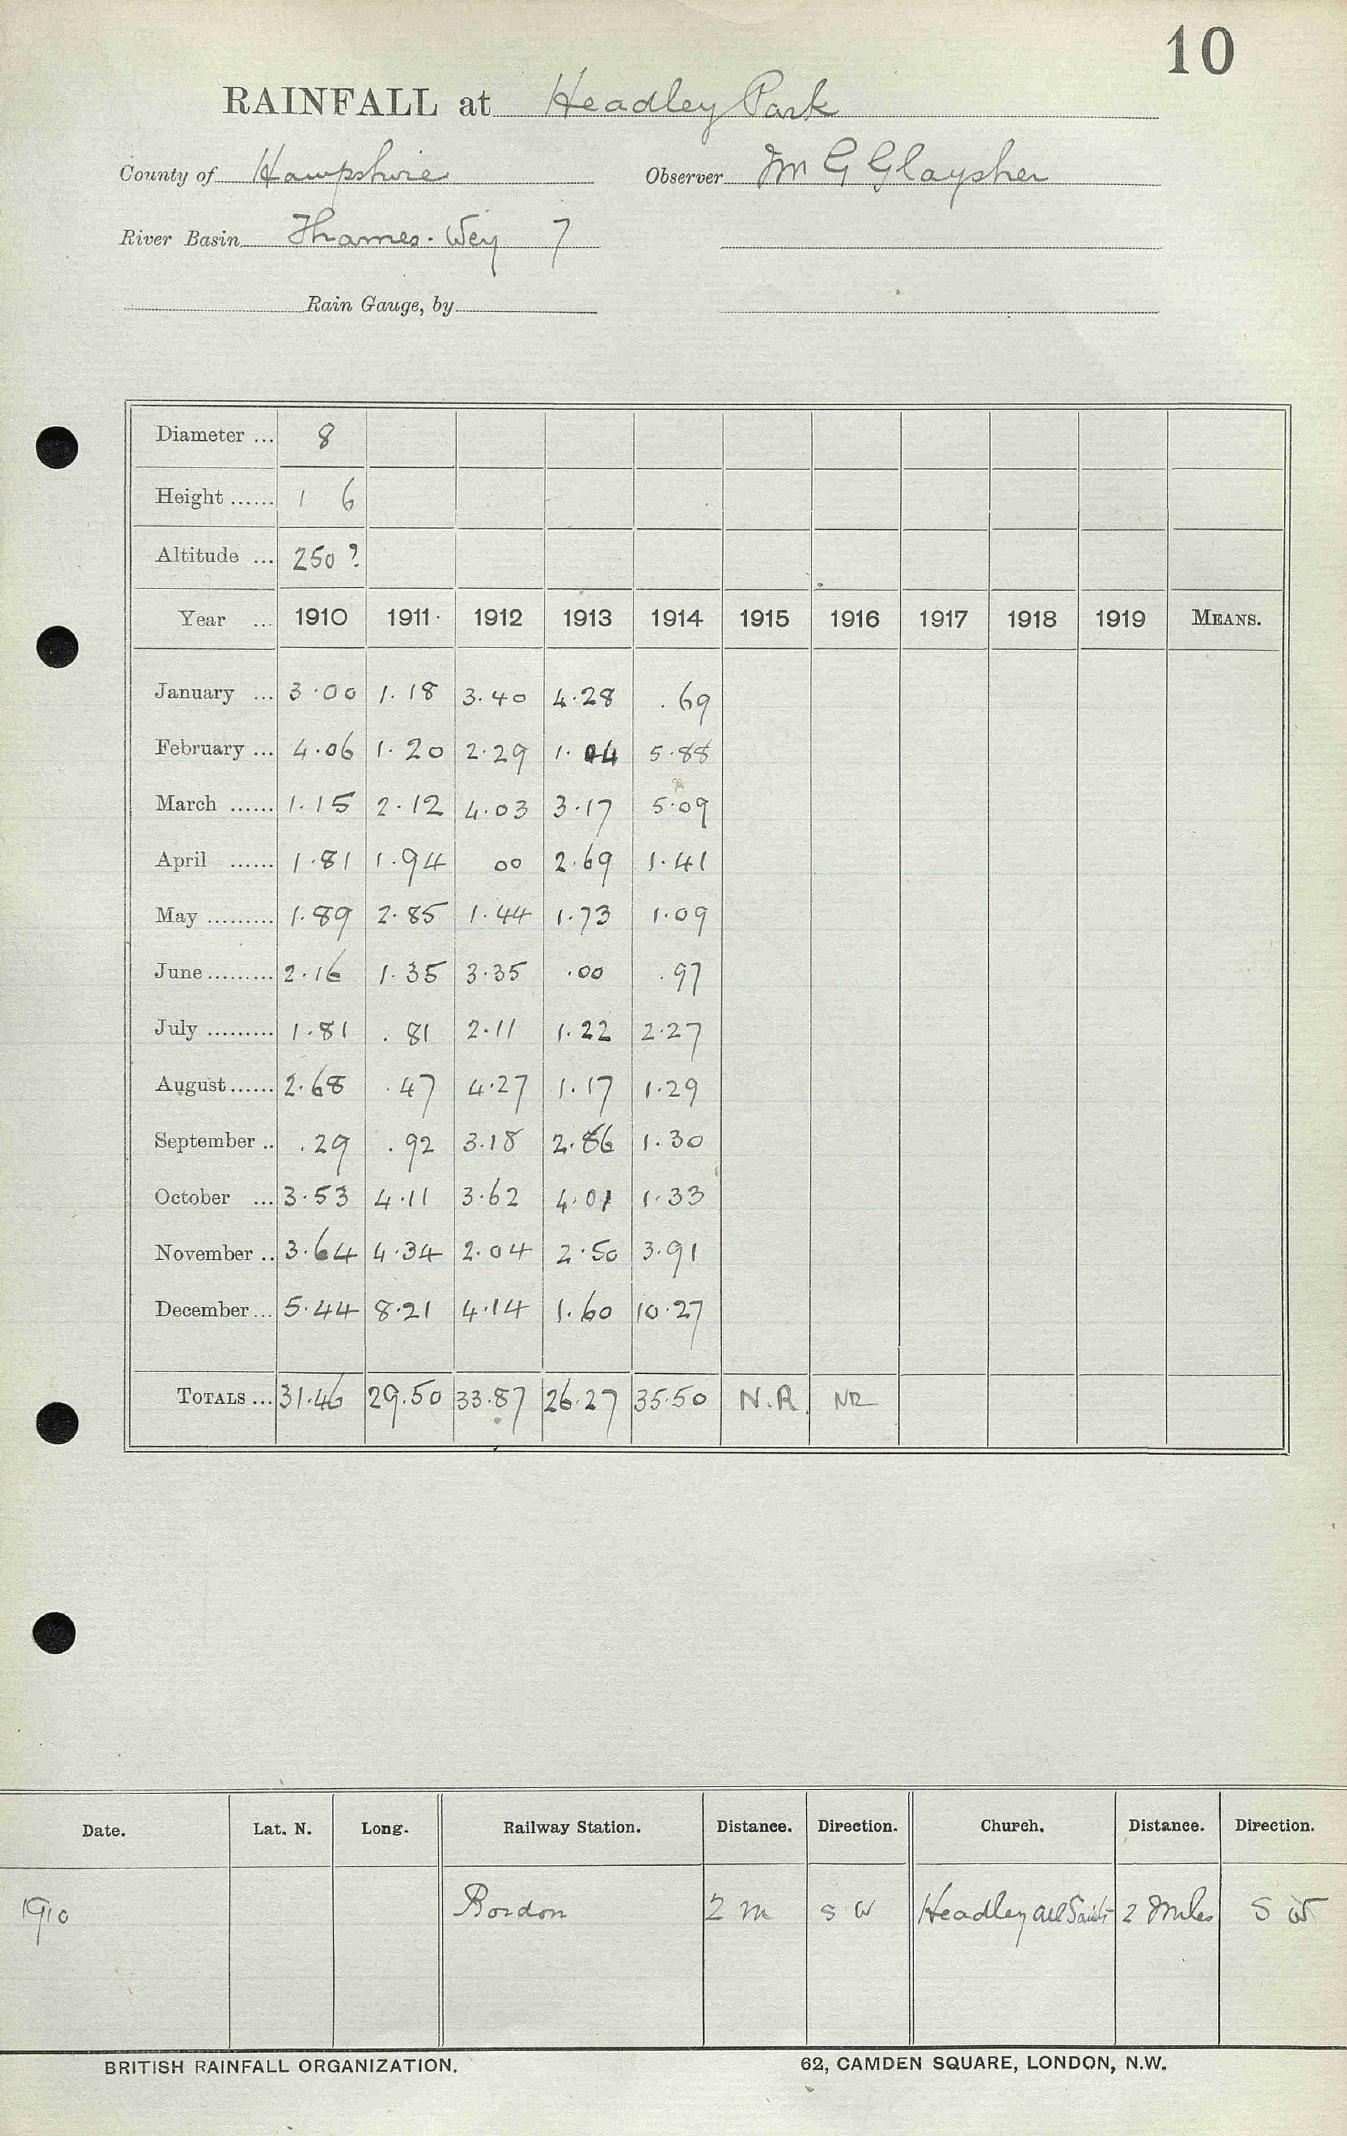 10
RAINFALL at Headley Park
County of Hampshire Observer Mr G Glaysher
River Basin Thames. Wey 7
Rain Gauge, by
Diameter ... 8
Height ...... 1 6
Altitude ... 250 ?
Year ... 1910 1911 1912 1913 1914 1915 1916 1917 1918 1919 MEANS.
January ... 3.00 1.18 3.40 4.28 .69
February ... 4.06 1.20 2.29 1.04 5.88
March ...... 1.15 2.12 4.03 3.17 5.09
April ...... 1.81 1.94 00 2.69 1.41
May ......... 1.89 2.85 1.44 1.73 1.09
June ......... 2.16 1.35 3.35 .00 .97
July ......... 1.81 .81 2.11 1.22 2.27
August ...... 2.68 .47 4.27 1.17 1.29
September .. .29 .92 3.18 2.86 1.30
October ... 3.53 4.11 3.62 4.01 1.33
November .. 3.64 4.34 2.04 2.50 3.91
December ... 5.44 8.21 4.14 1.60 10.27
TOTALS ... 31.46 29.50 33.87 26.27 35.50 N.R. NR
Date. Lat. N. Long. Railway Station. Distance. Direction. Church. Distance. Direction.
1910 Bordon 2 m S W Headley All Saints 2 Miles S W
BRITISH RAINFALL ORGANIZATION. 62, CAMDEN SQUARE, LONDON, N.W.